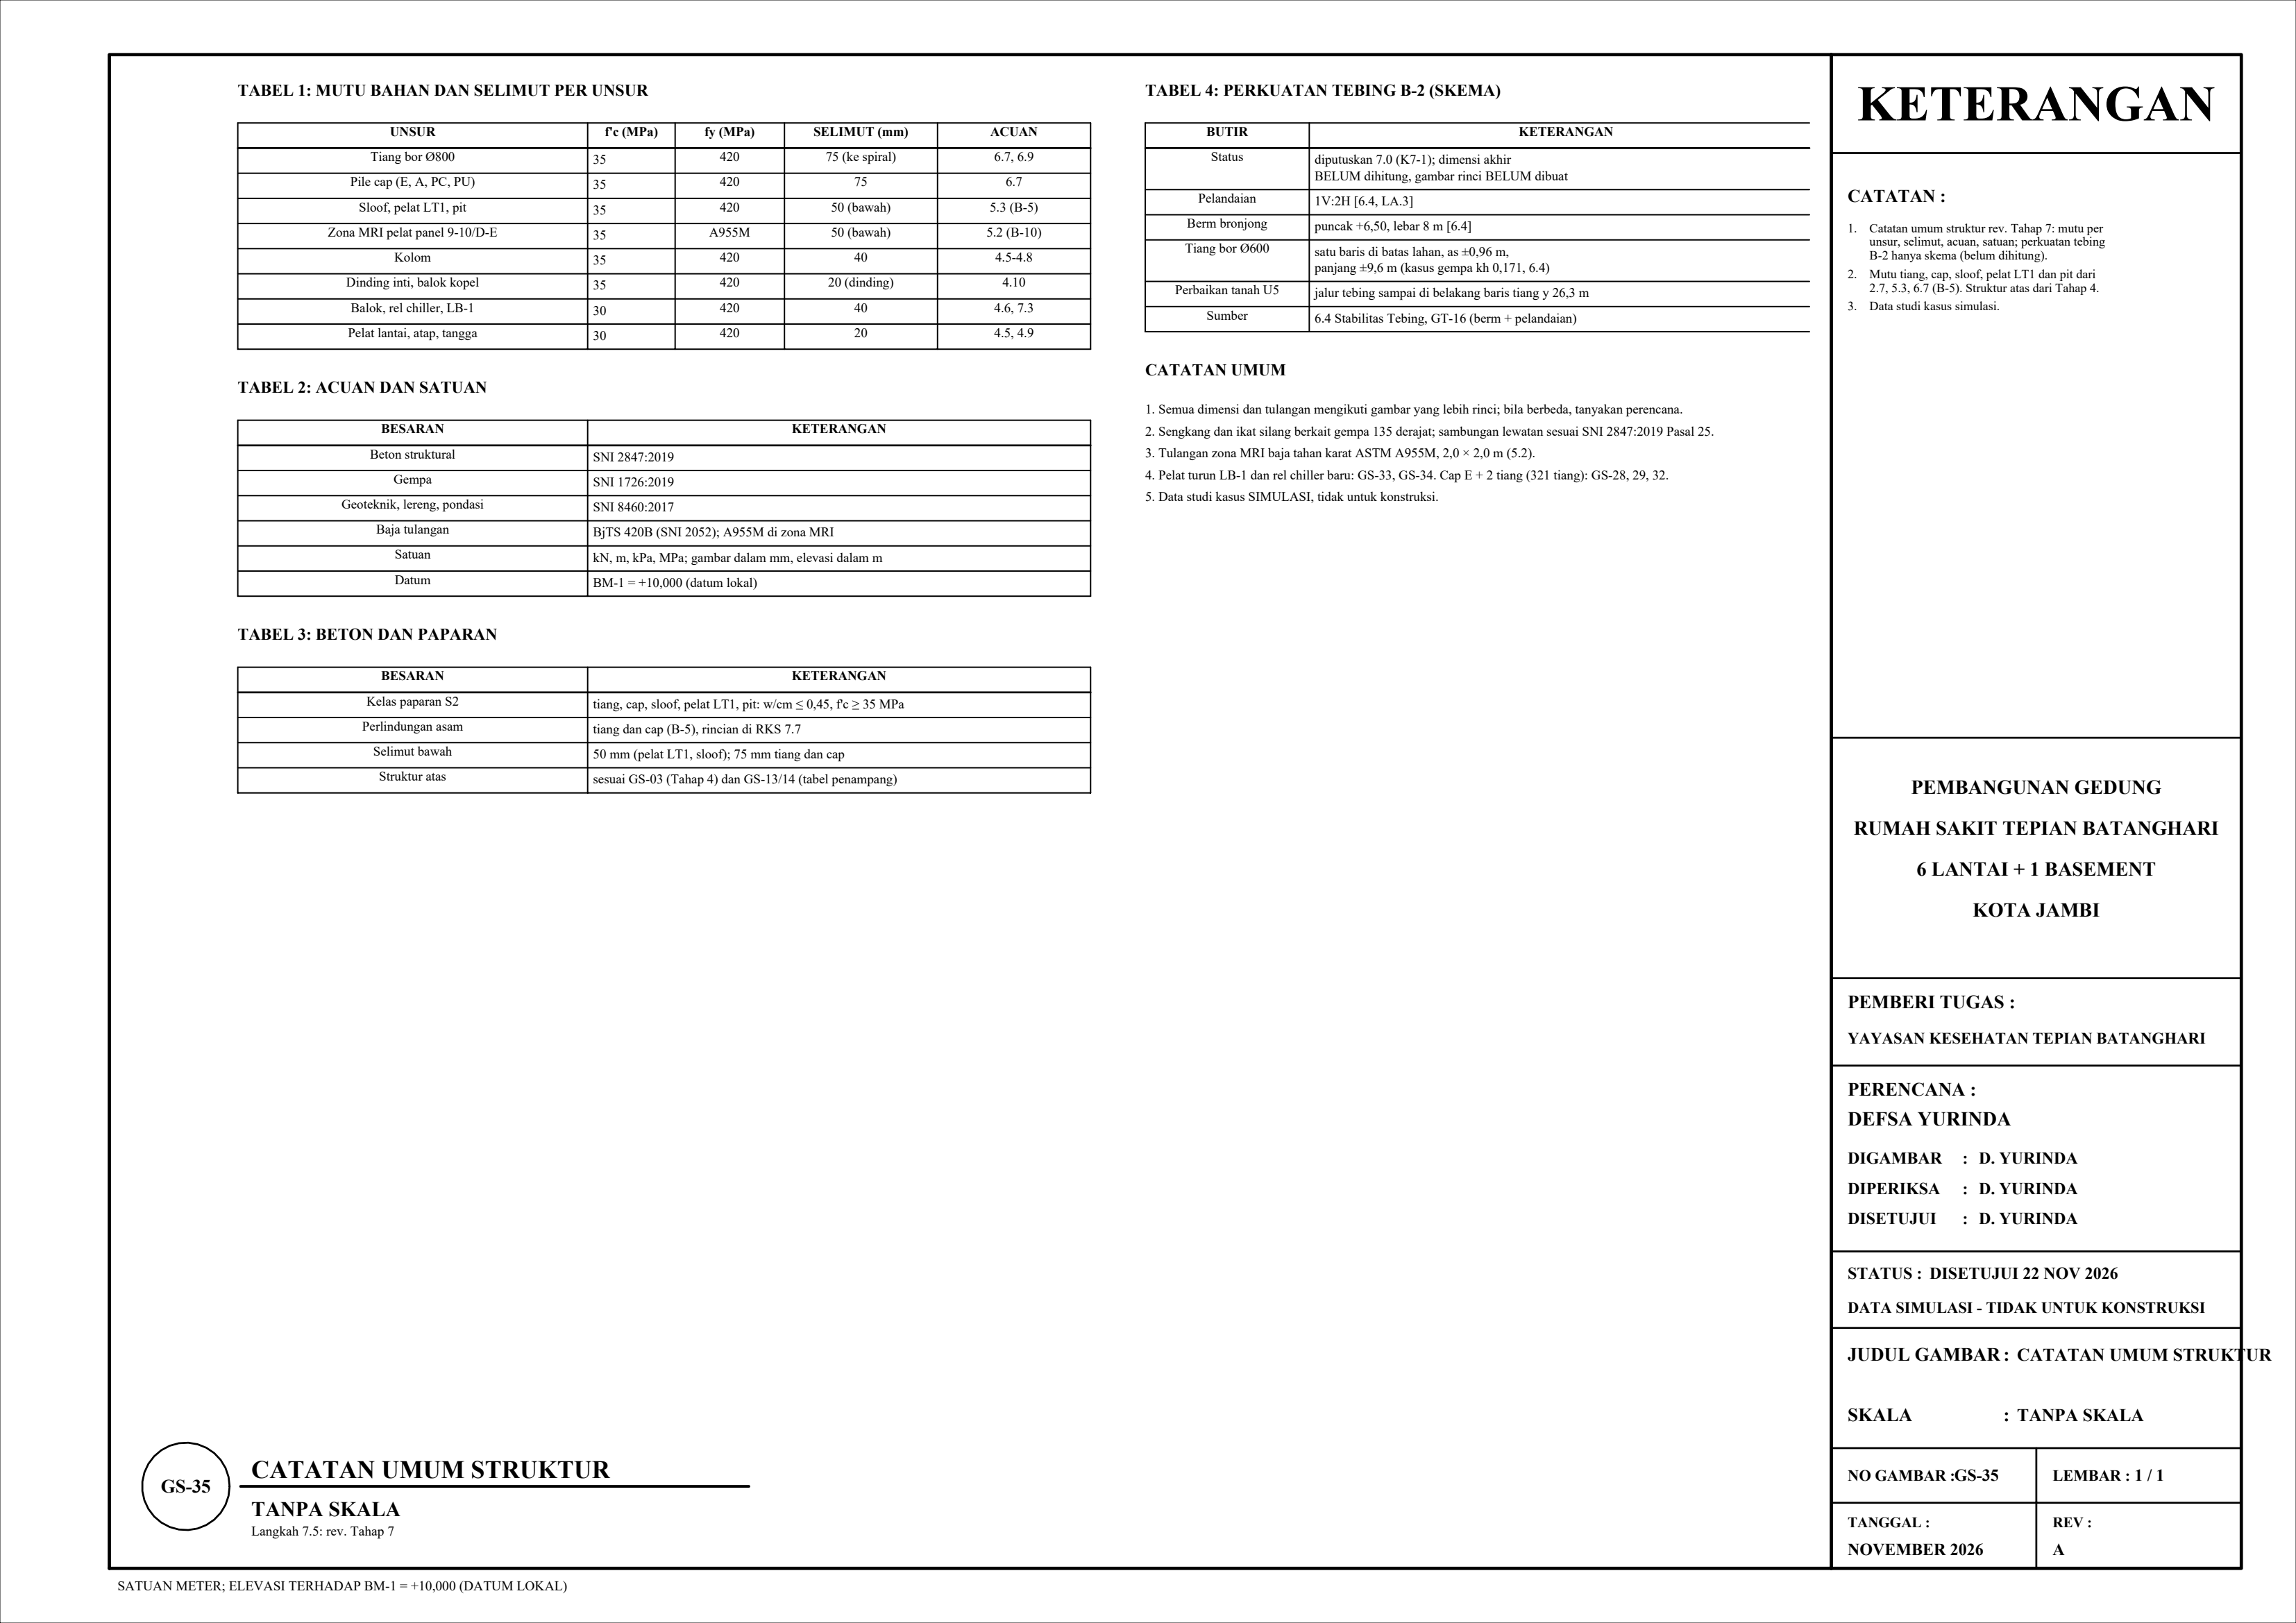 TABEL 1: MUTU BAHAN DAN SELIMUT PER UNSUR
UNSUR f'c (MPa) fy (MPa) SELIMUT (mm) ACUAN
Tiang bor Ø800 35 420 75 (ke spiral) 6.7, 6.9
Pile cap (E, A, PC, PU) 35 420 75 6.7
Sloof, pelat LT1, pit 35 420 50 (bawah) 5.3 (B-5)
Zona MRI pelat panel 9-10/D-E 35 A955M 50 (bawah) 5.2 (B-10)
Kolom 35 420 40 4.5-4.8
Dinding inti, balok kopel 35 420 20 (dinding) 4.10
Balok, rel chiller, LB-1 30 420 40 4.6, 7.3
Pelat lantai, atap, tangga 30 420 20 4.5, 4.9
TABEL 2: ACUAN DAN SATUAN
BESARAN KETERANGAN
Beton struktural SNI 2847:2019
Gempa SNI 1726:2019
Geoteknik, lereng, pondasi SNI 8460:2017
Baja tulangan BjTS 420B (SNI 2052); A955M di zona MRI
Satuan kN, m, kPa, MPa; gambar dalam mm, elevasi dalam m
Datum BM-1 = +10,000 (datum lokal)
TABEL 3: BETON DAN PAPARAN
BESARAN KETERANGAN
Kelas paparan S2 tiang, cap, sloof, pelat LT1, pit: w/cm ≤ 0,45, f'c ≥ 35 MPa
Perlindungan asam tiang dan cap (B-5), rincian di RKS 7.7
Selimut bawah 50 mm (pelat LT1, sloof); 75 mm tiang dan cap
Struktur atas sesuai GS-03 (Tahap 4) dan GS-13/14 (tabel penampang)
TABEL 4: PERKUATAN TEBING B-2 (SKEMA)
BUTIR KETERANGAN
Status diputuskan 7.0 (K7-1); dimensi akhir
BELUM dihitung, gambar rinci BELUM dibuat
Pelandaian 1V:2H [6.4, LA.3]
Berm bronjong puncak +6,50, lebar 8 m [6.4]
Tiang bor Ø600 satu baris di batas lahan, as ±0,96 m,
panjang ±9,6 m (kasus gempa kh 0,171, 6.4)
Perbaikan tanah U5 jalur tebing sampai di belakang baris tiang y 26,3 m
Sumber 6.4 Stabilitas Tebing, GT-16 (berm + pelandaian)
CATATAN UMUM
1. Semua dimensi dan tulangan mengikuti gambar yang lebih rinci; bila berbeda, tanyakan perencana.
2. Sengkang dan ikat silang berkait gempa 135 derajat; sambungan lewatan sesuai SNI 2847:2019 Pasal 25.
3. Tulangan zona MRI baja tahan karat ASTM A955M, 2,0 × 2,0 m (5.2).
4. Pelat turun LB-1 dan rel chiller baru: GS-33, GS-34. Cap E + 2 tiang (321 tiang): GS-28, 29, 32.
5. Data studi kasus SIMULASI, tidak untuk konstruksi.
KETERANGAN
CATATAN :
1. Catatan umum struktur rev. Tahap 7: mutu per
unsur, selimut, acuan, satuan; perkuatan tebing
B-2 hanya skema (belum dihitung).
2. Mutu tiang, cap, sloof, pelat LT1 dan pit dari
2.7, 5.3, 6.7 (B-5). Struktur atas dari Tahap 4.
3. Data studi kasus simulasi.
PEMBANGUNAN GEDUNG
RUMAH SAKIT TEPIAN BATANGHARI
6 LANTAI + 1 BASEMENT
KOTA JAMBI
PEMBERI TUGAS :
YAYASAN KESEHATAN TEPIAN BATANGHARI
PERENCANA :
DEFSA YURINDA
DIGAMBAR : D. YURINDA
DIPERIKSA : D. YURINDA
DISETUJUI : D. YURINDA
STATUS : DISETUJUI 22 NOV 2026
DATA SIMULASI - TIDAK UNTUK KONSTRUKSI
JUDUL GAMBAR : CATATAN UMUM STRUKTUR
SKALA : TANPA SKALA
NO GAMBAR :GS-35 LEMBAR : 1 / 1
TANGGAL : REV :
NOVEMBER 2026 A
GS-35
CATATAN UMUM STRUKTUR
TANPA SKALA
Langkah 7.5: rev. Tahap 7
SATUAN METER; ELEVASI TERHADAP BM-1 = +10,000 (DATUM LOKAL)